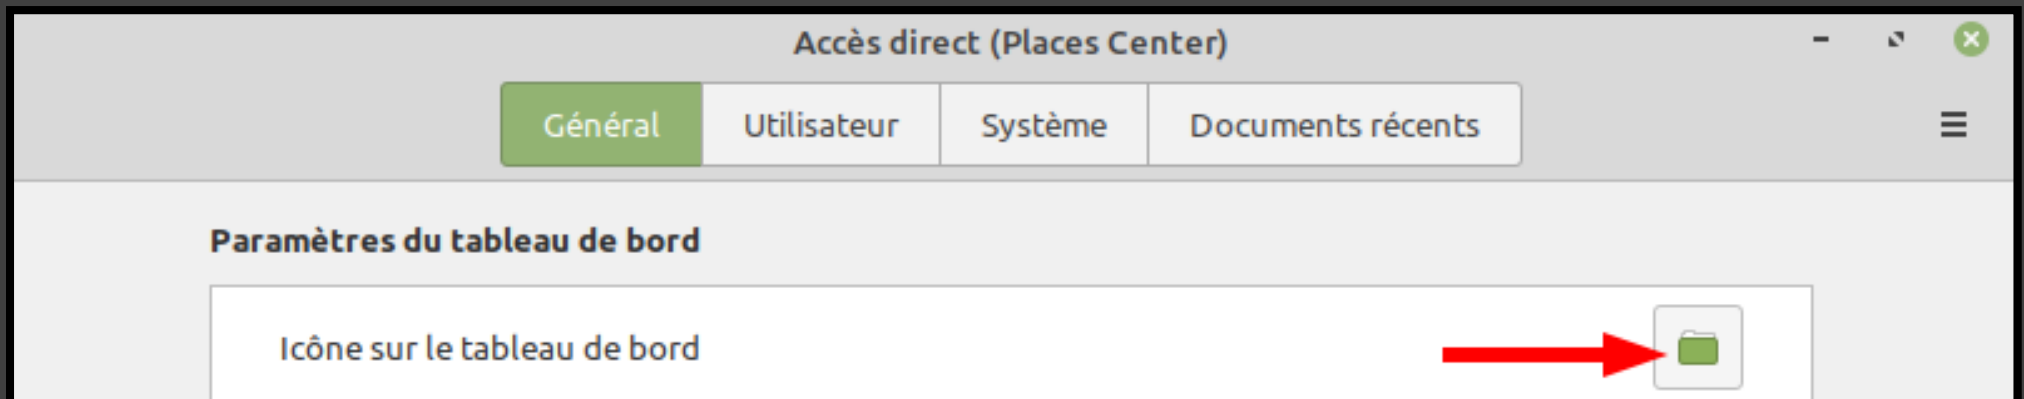 Accès direct (Places Center)
Général Utilisateur Système Documents récents
Paramètres du tableau de bord
Icône sur le tableau de bord